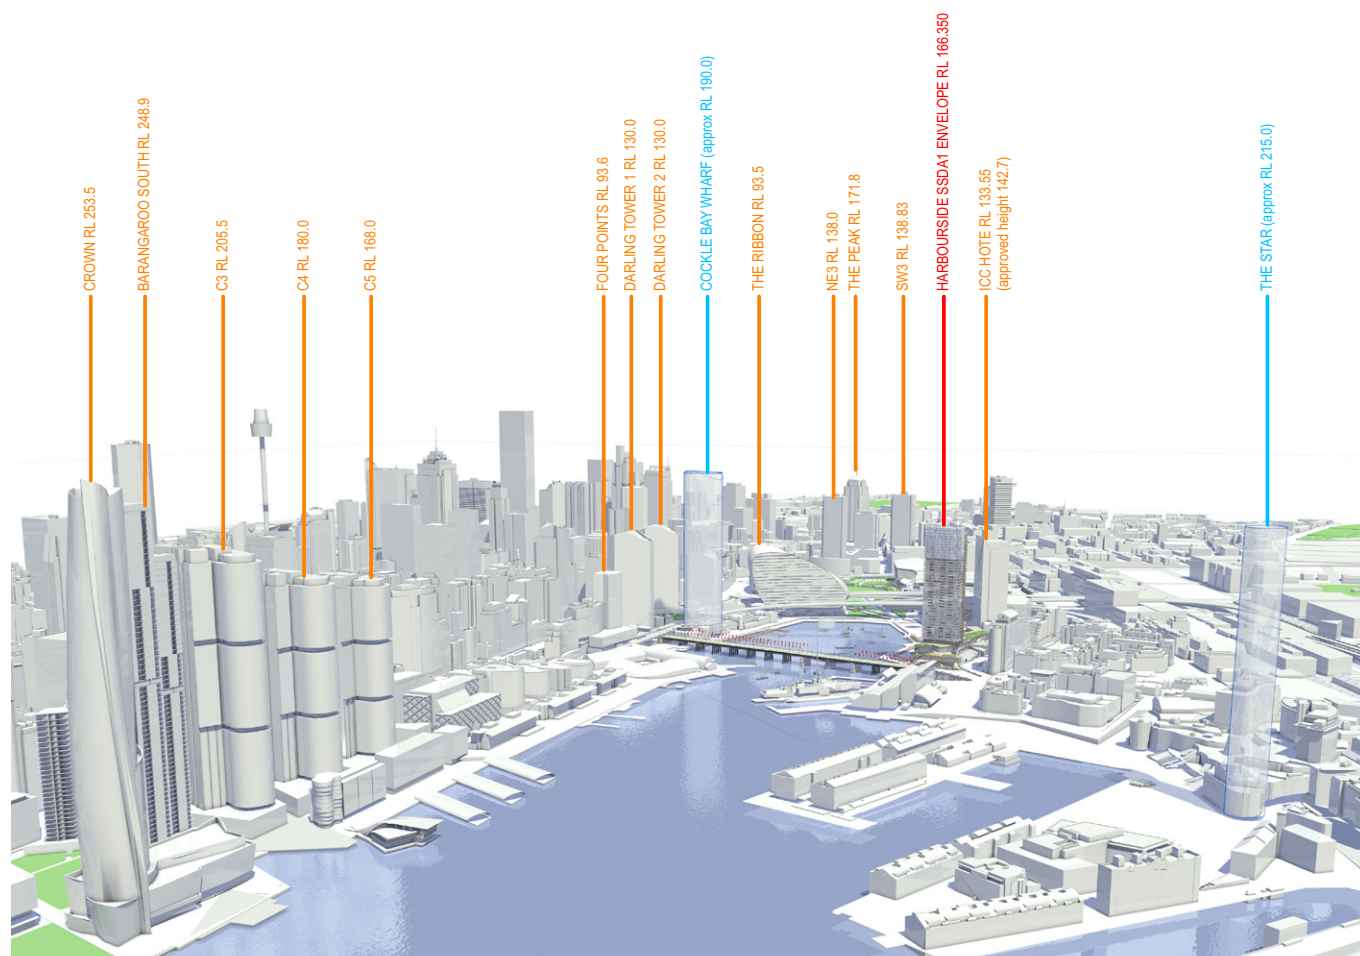 CROWN RL 253.5
BARANGAROO SOUTH RL 248.9
C3 RL 205.5
C4 RL 180.0
C5 RL 168.0
FOUR POINTS RL 93.6
DARLING TOWER 1 RL 130.0
DARLING TOWER 2 RL 130.0
COCKLE BAY WHARF (approx RL 190.0)
THE RIBBON RL 93.5
NE3 RL 138.0
THE PEAK RL 171.8
SW3 RL 138.83
HARBOURSIDE SSDA1 ENVELOPE RL 166.350
ICC HOTE RL 133.55
(approved height 142.7)
THE STAR (approx RL 215.0)